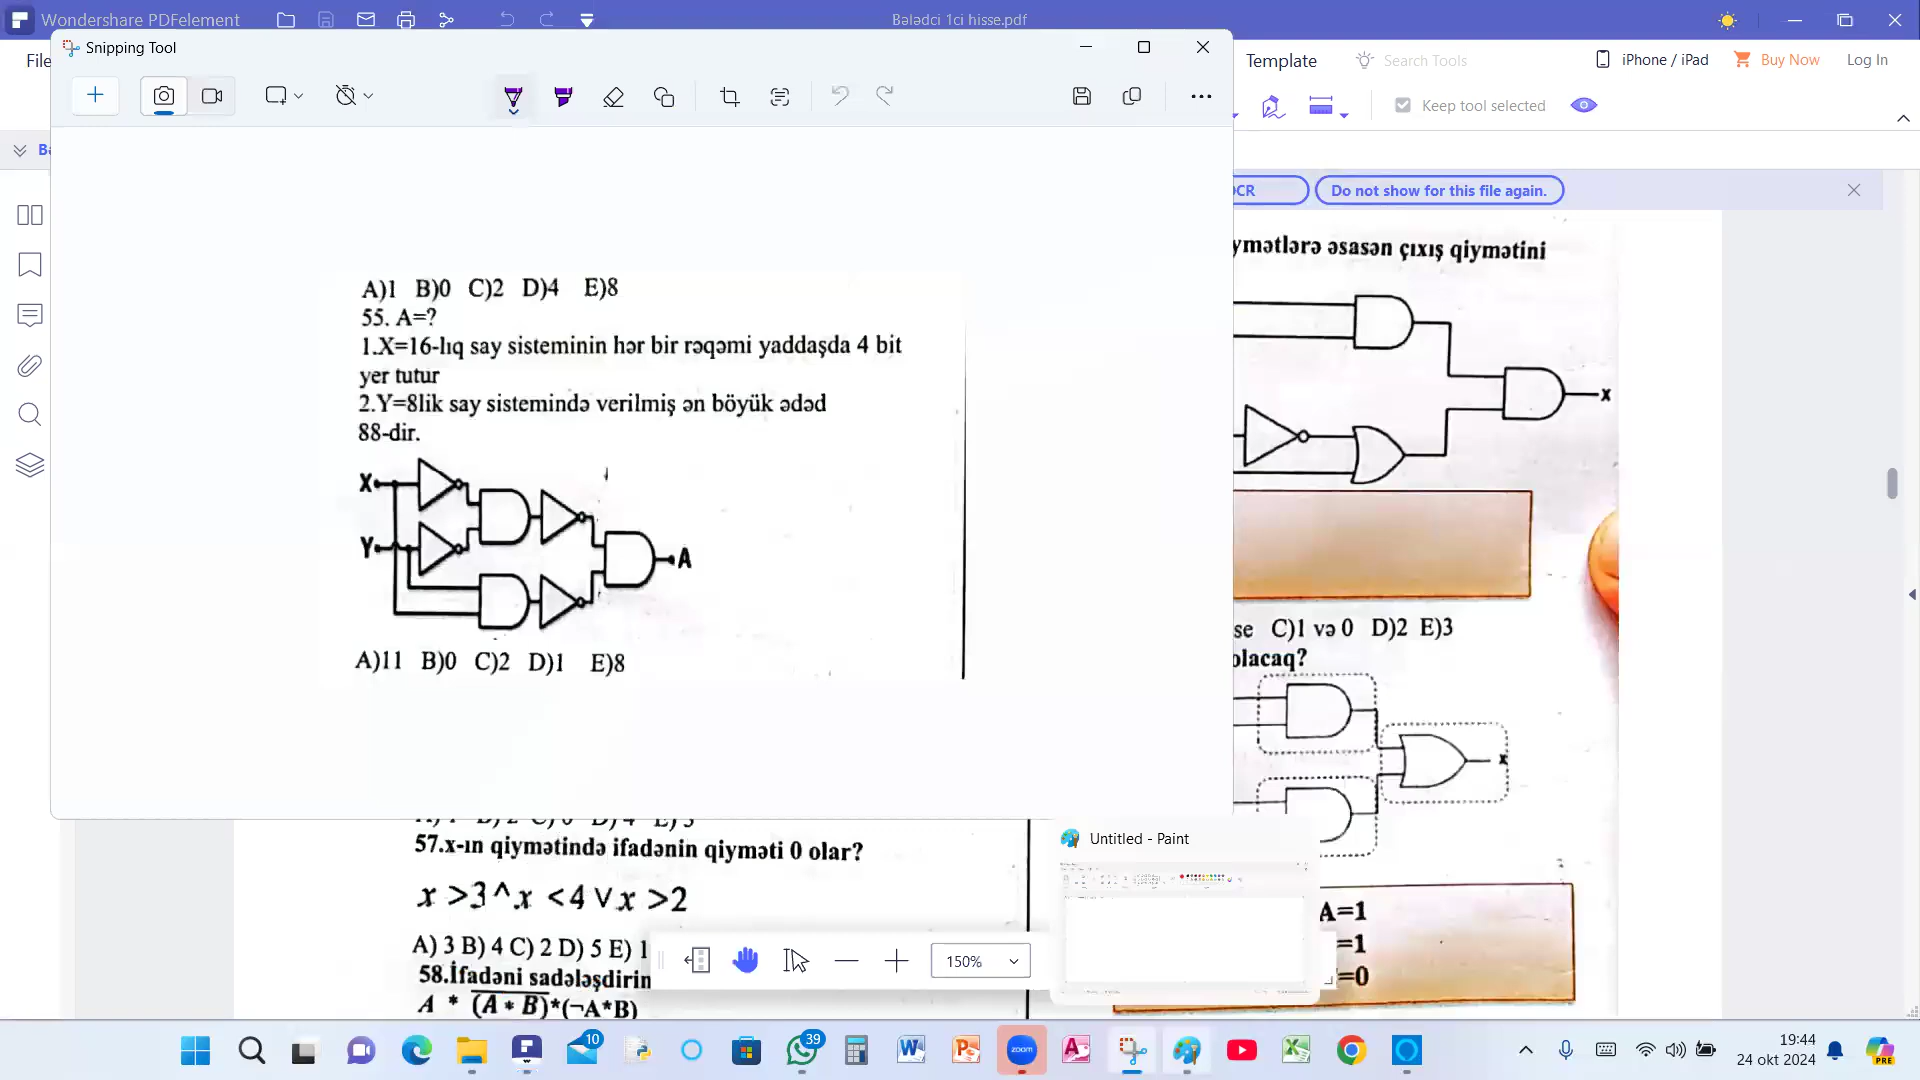 Wondershare PDFelement
Bələdci 1ci hisse.pdf
File
Snipping Tool
Template
Search Tools
iPhone / iPad
Buy Now
Log In
Keep tool selected
OCR
Do not show for this file again.
A)1 B)0 C)2 D)4 E)8
55. A=?
1.X=16-lıq say sisteminin hər bir rəqəmi yaddaşda 4 bit
yer tutur
2.Y=8lik say sistemində verilmiş ən böyük ədəd
88-dir.
X
Y
A
A)11 B)0 C)2 D)1 E)8
ymətlərə əsasən çıxış qiymətini
x
se C)1 və 0 D)2 E)3
olacaq?
x
57.x-ın qiymətində ifadənin qiyməti 0 olar?
x >3^x <4 ∨ x >2
A) 3 B) 4 C) 2 D) 5 E) 1
58.İfadəni sadələşdirin
A * (A * B)*(¬A*B)
A=1
=1
=0
Untitled - Paint
150%
10
39
zoom
19:44
24 okt 2024
PRE